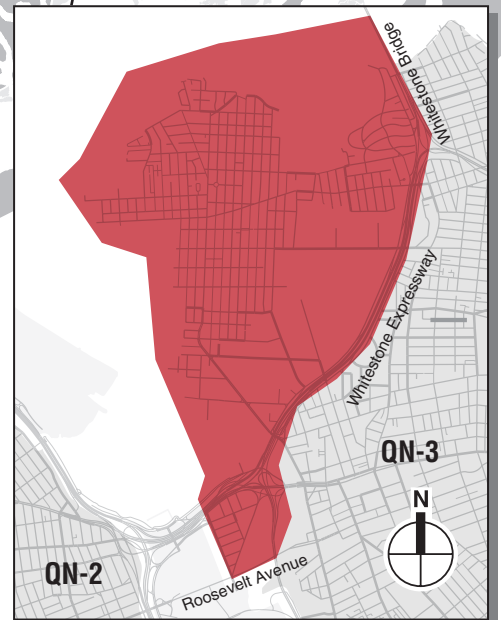 Whitestone Bridge
Whitestone Expressway
QN-3
N
QN-2
Roosevelt Avenue